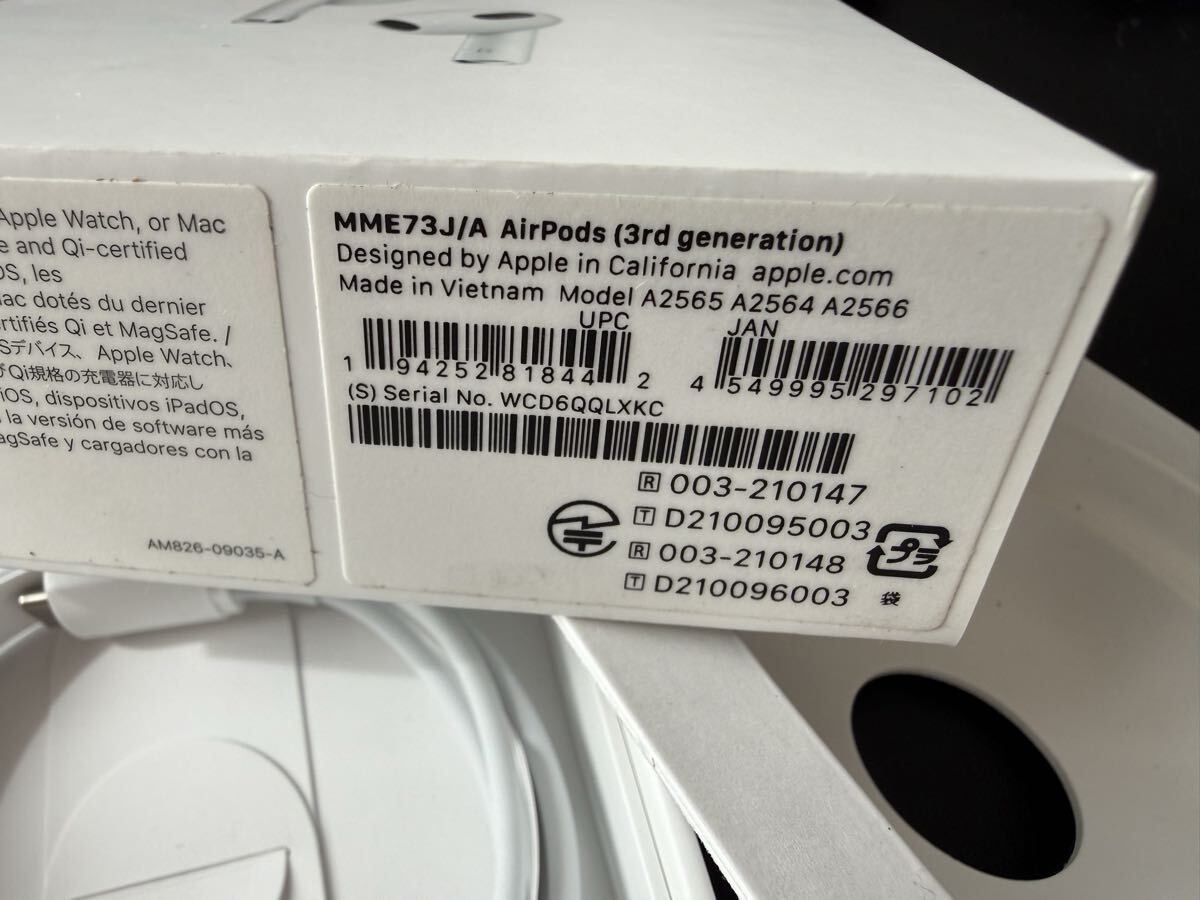 Apple Watch, or Mac
and Qi-certified
OS, les
Mac dotés du dernier
ertifiés Qi et MagSafe. /
Sデバイス、Apple Watch、
びQi規格の充電器に対応し
iOS, dispositivos iPadOS,
la versión de software más
MagSafe y cargadores con la
AM826-09035-A
MME73J/A AirPods (3rd generation)
Designed by Apple in California apple.com
Made in Vietnam Model A2565 A2564 A2566
UPC
1 94252 81844 2
JAN
4 549995 297102
(S) Serial No. WCD6QQLXKC
R 003-210147
T D210095003
R 003-210148
T D210096003
プラ
袋